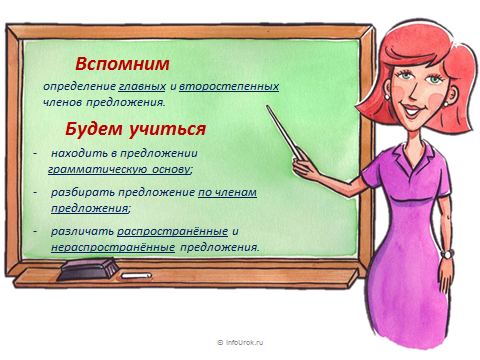 Вспомним
определение главных и второстепенных
членов предложения.
Будем учиться
- находить в предложении
грамматическую основу;
- разбирать предложение по членам
предложения;
- различать распространённые и
нераспространённые предложения.
© InfoUrok.ru